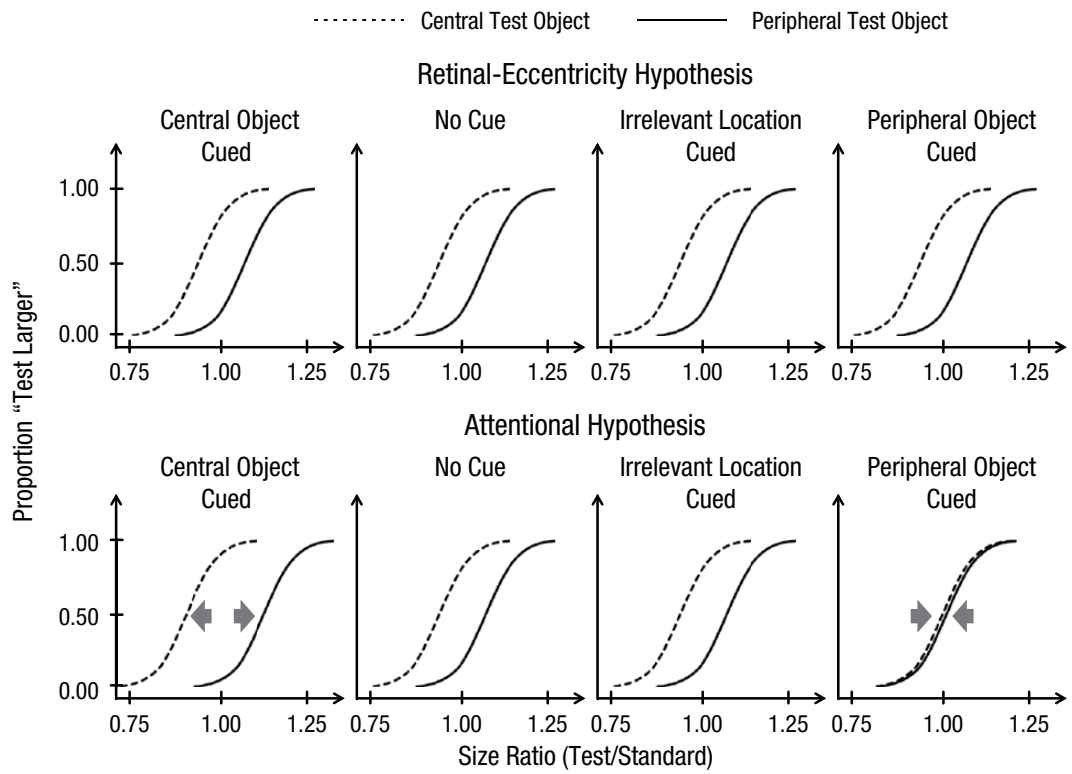 Central Test Object Peripheral Test Object
Retinal-Eccentricity Hypothesis
Central Object
Cued
No Cue
Irrelevant Location
Cued
Peripheral Object
Cued
1.00
0.50
0.00
0.75 1.00 1.25
0.75 1.00 1.25
0.75 1.00 1.25
0.75 1.00 1.25
Proportion “Test Larger”
Attentional Hypothesis
Central Object
Cued
No Cue
Irrelevant Location
Cued
Peripheral Object
Cued
1.00
0.50
0.00
0.75 1.00 1.25
0.75 1.00 1.25
0.75 1.00 1.25
0.75 1.00 1.25
Size Ratio (Test/Standard)